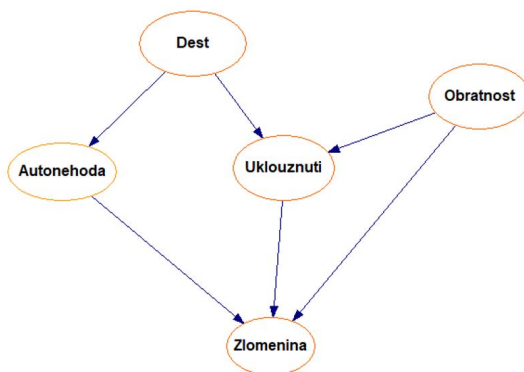 Dest
Obratnost
Autonehoda
Uklouznuti
Zlomenina